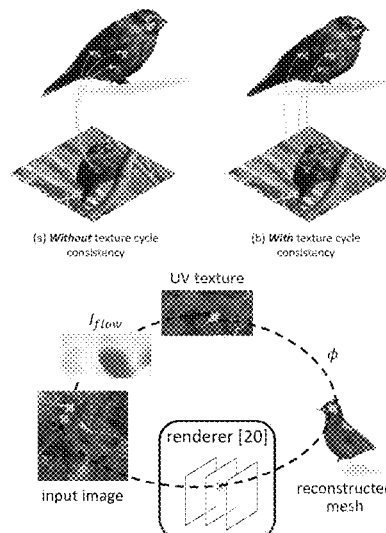 (a) Without texture cycle
consistency
(b) With texture cycle
consistency
UV texture
I_flow
ϕ
renderer [20]
input image
reconstructed
mesh